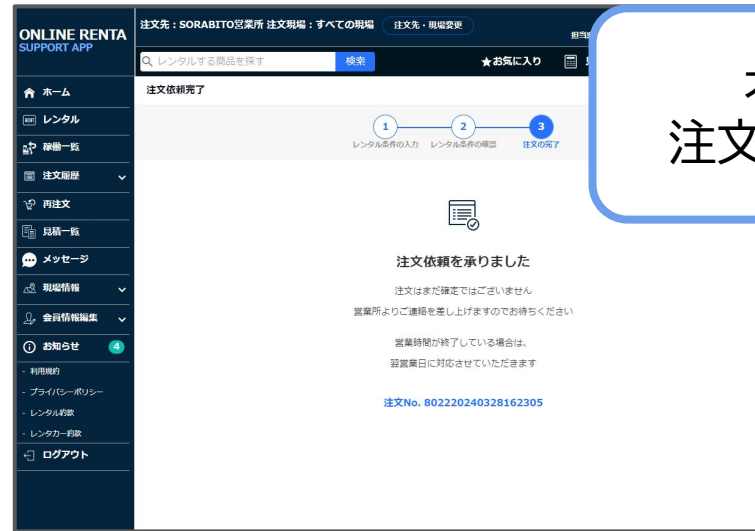 ONLINE RENTA
SUPPORT APP
注文先：SORABITO営業所 注文現場：すべての現場
注文先・現場変更
レンタルする商品を探す
検索
★お気に入り
ホーム
RENT レンタル
稼働一覧
注文履歴
再注文
見積一覧
メッセージ
現場情報
会員情報編集
お知らせ 4
- 利用規約
- プライバシーポリシー
- レンタル約款
- レンタカー約款
ログアウト
注文依頼完了
1 2 3
レンタル条件の入力 レンタル条件の確認 注文の完了
注文依頼を承りました
注文はまだ確定ではございません
営業所よりご連絡を差し上げますのでお待ちください
営業時間が終了している場合は、
翌営業日に対応させていただきます
注文No. 802220240328162305
注文